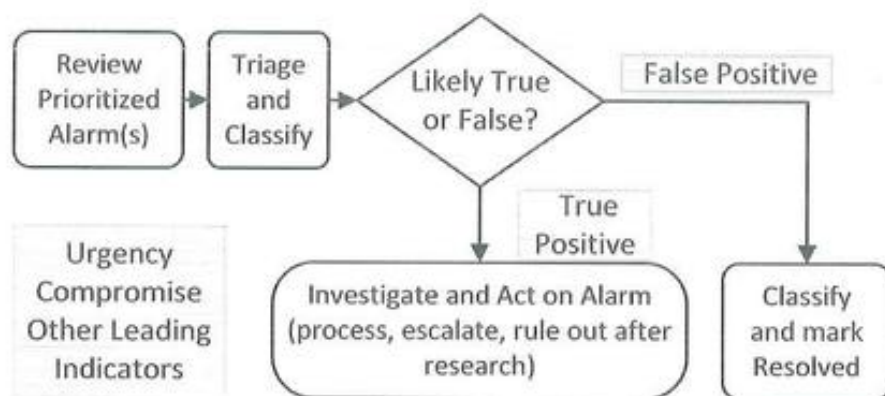 Review
Prioritized
Alarm(s)
Triage
and
Classify
Likely True
or False?
False Positive
True
Positive
Urgency
Compromise
Other Leading
Indicators
Investigate and Act on Alarm
(process, escalate, rule out after
research)
Classify
and mark
Resolved